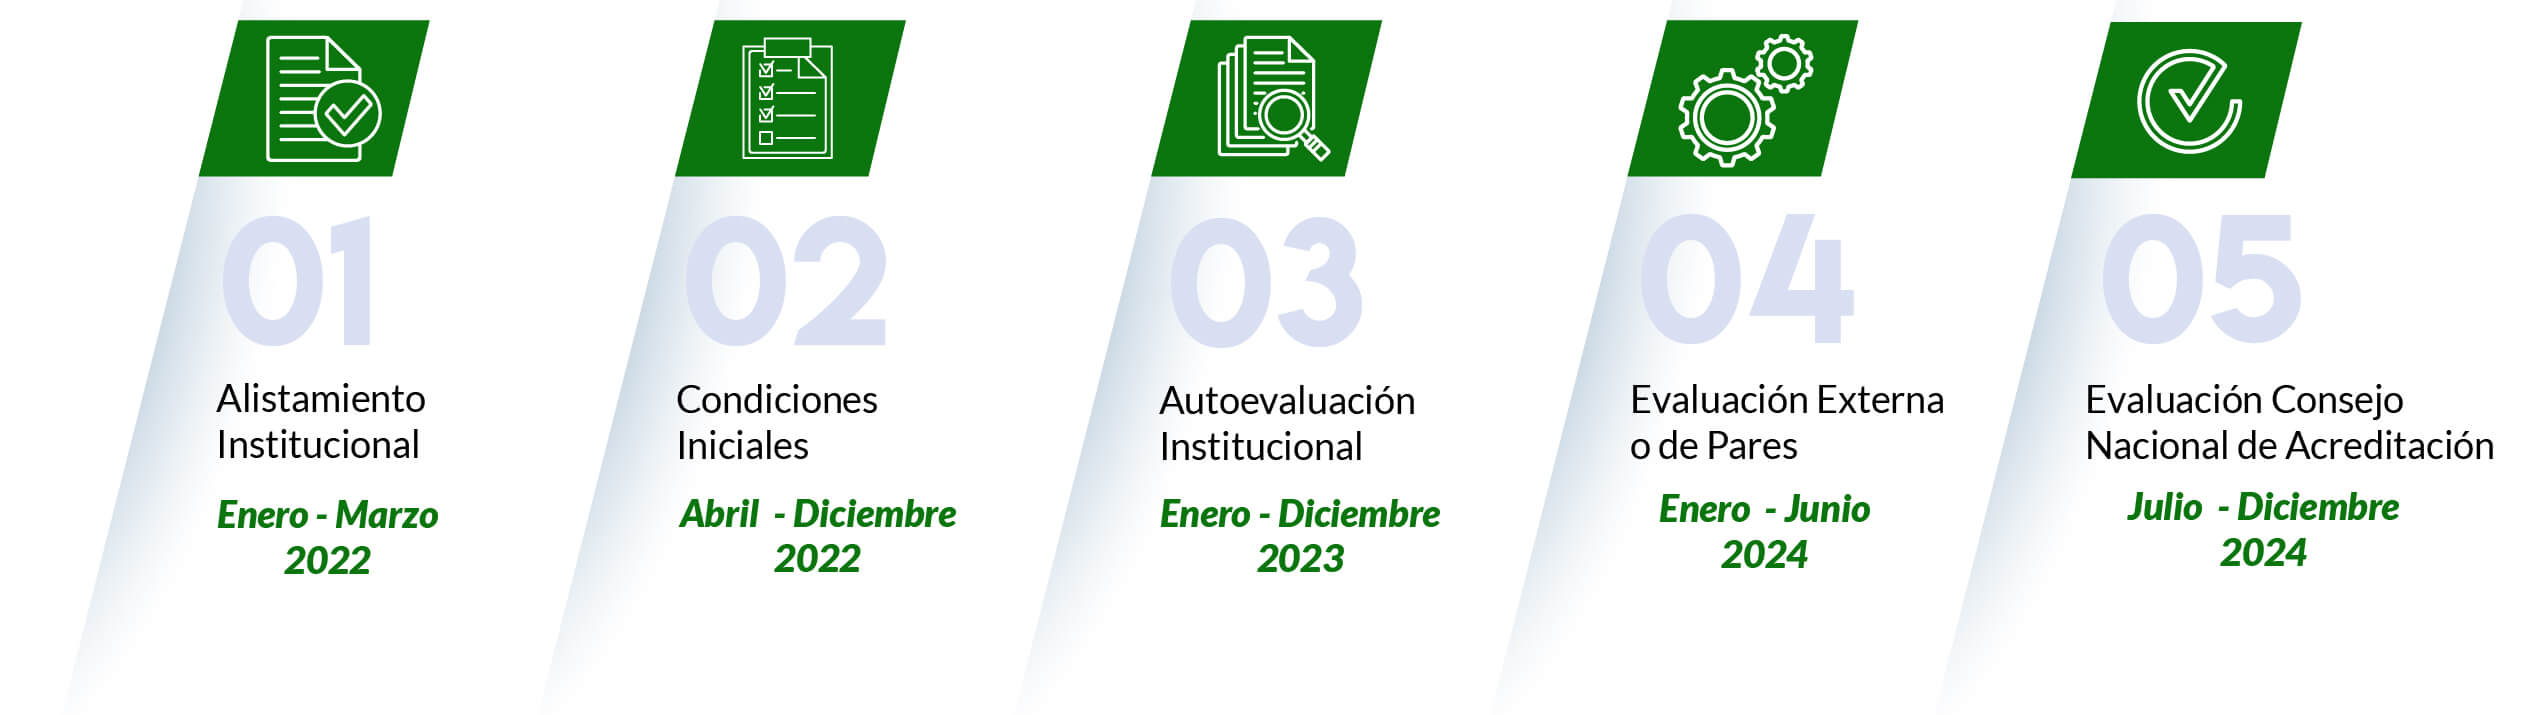 01
Alistamiento
Institucional
Enero - Marzo
2022
02
Condiciones
Iniciales
Abril - Diciembre
2022
03
Autoevaluación
Institucional
Enero - Diciembre
2023
04
Evaluación Externa
o de Pares
Enero - Junio
2024
05
Evaluación Consejo
Nacional de Acreditación
Julio - Diciembre
2024